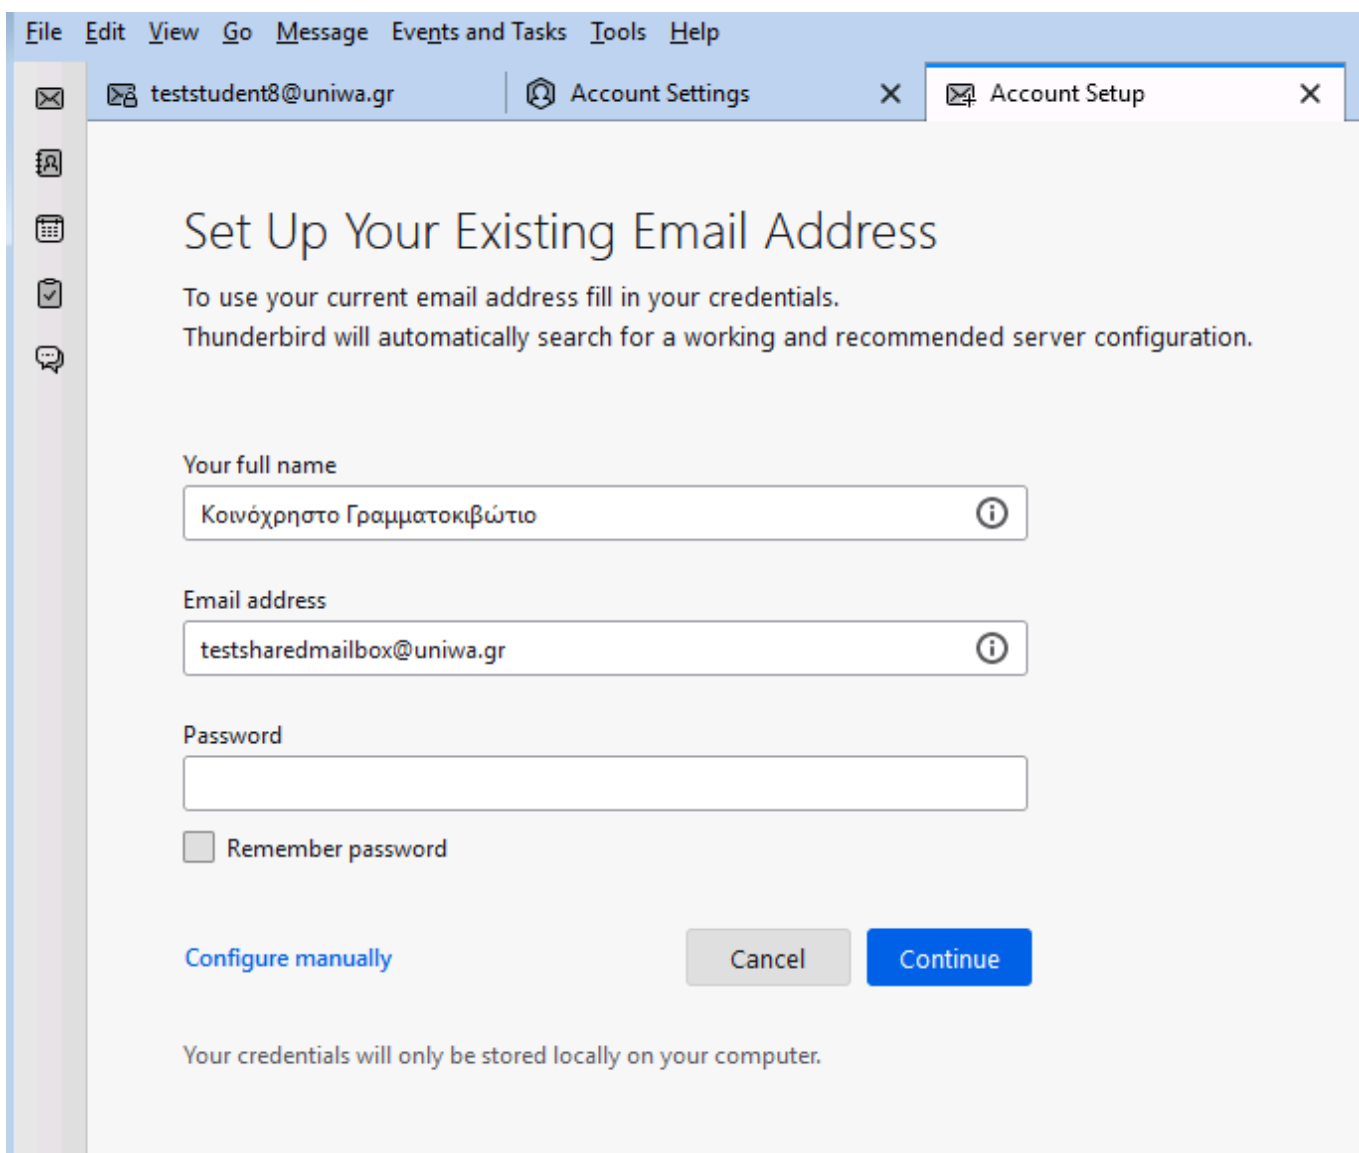 File Edit View Go Message Events and Tasks Tools Help
teststudent8@uniwa.gr Account Settings Account Setup
Set Up Your Existing Email Address
To use your current email address fill in your credentials.
Thunderbird will automatically search for a working and recommended server configuration.
Your full name
Κοινόχρηστο Γραμματοκιβώτιο
Email address
testsharedmailbox@uniwa.gr
Password
Remember password
Configure manually Cancel Continue
Your credentials will only be stored locally on your computer.